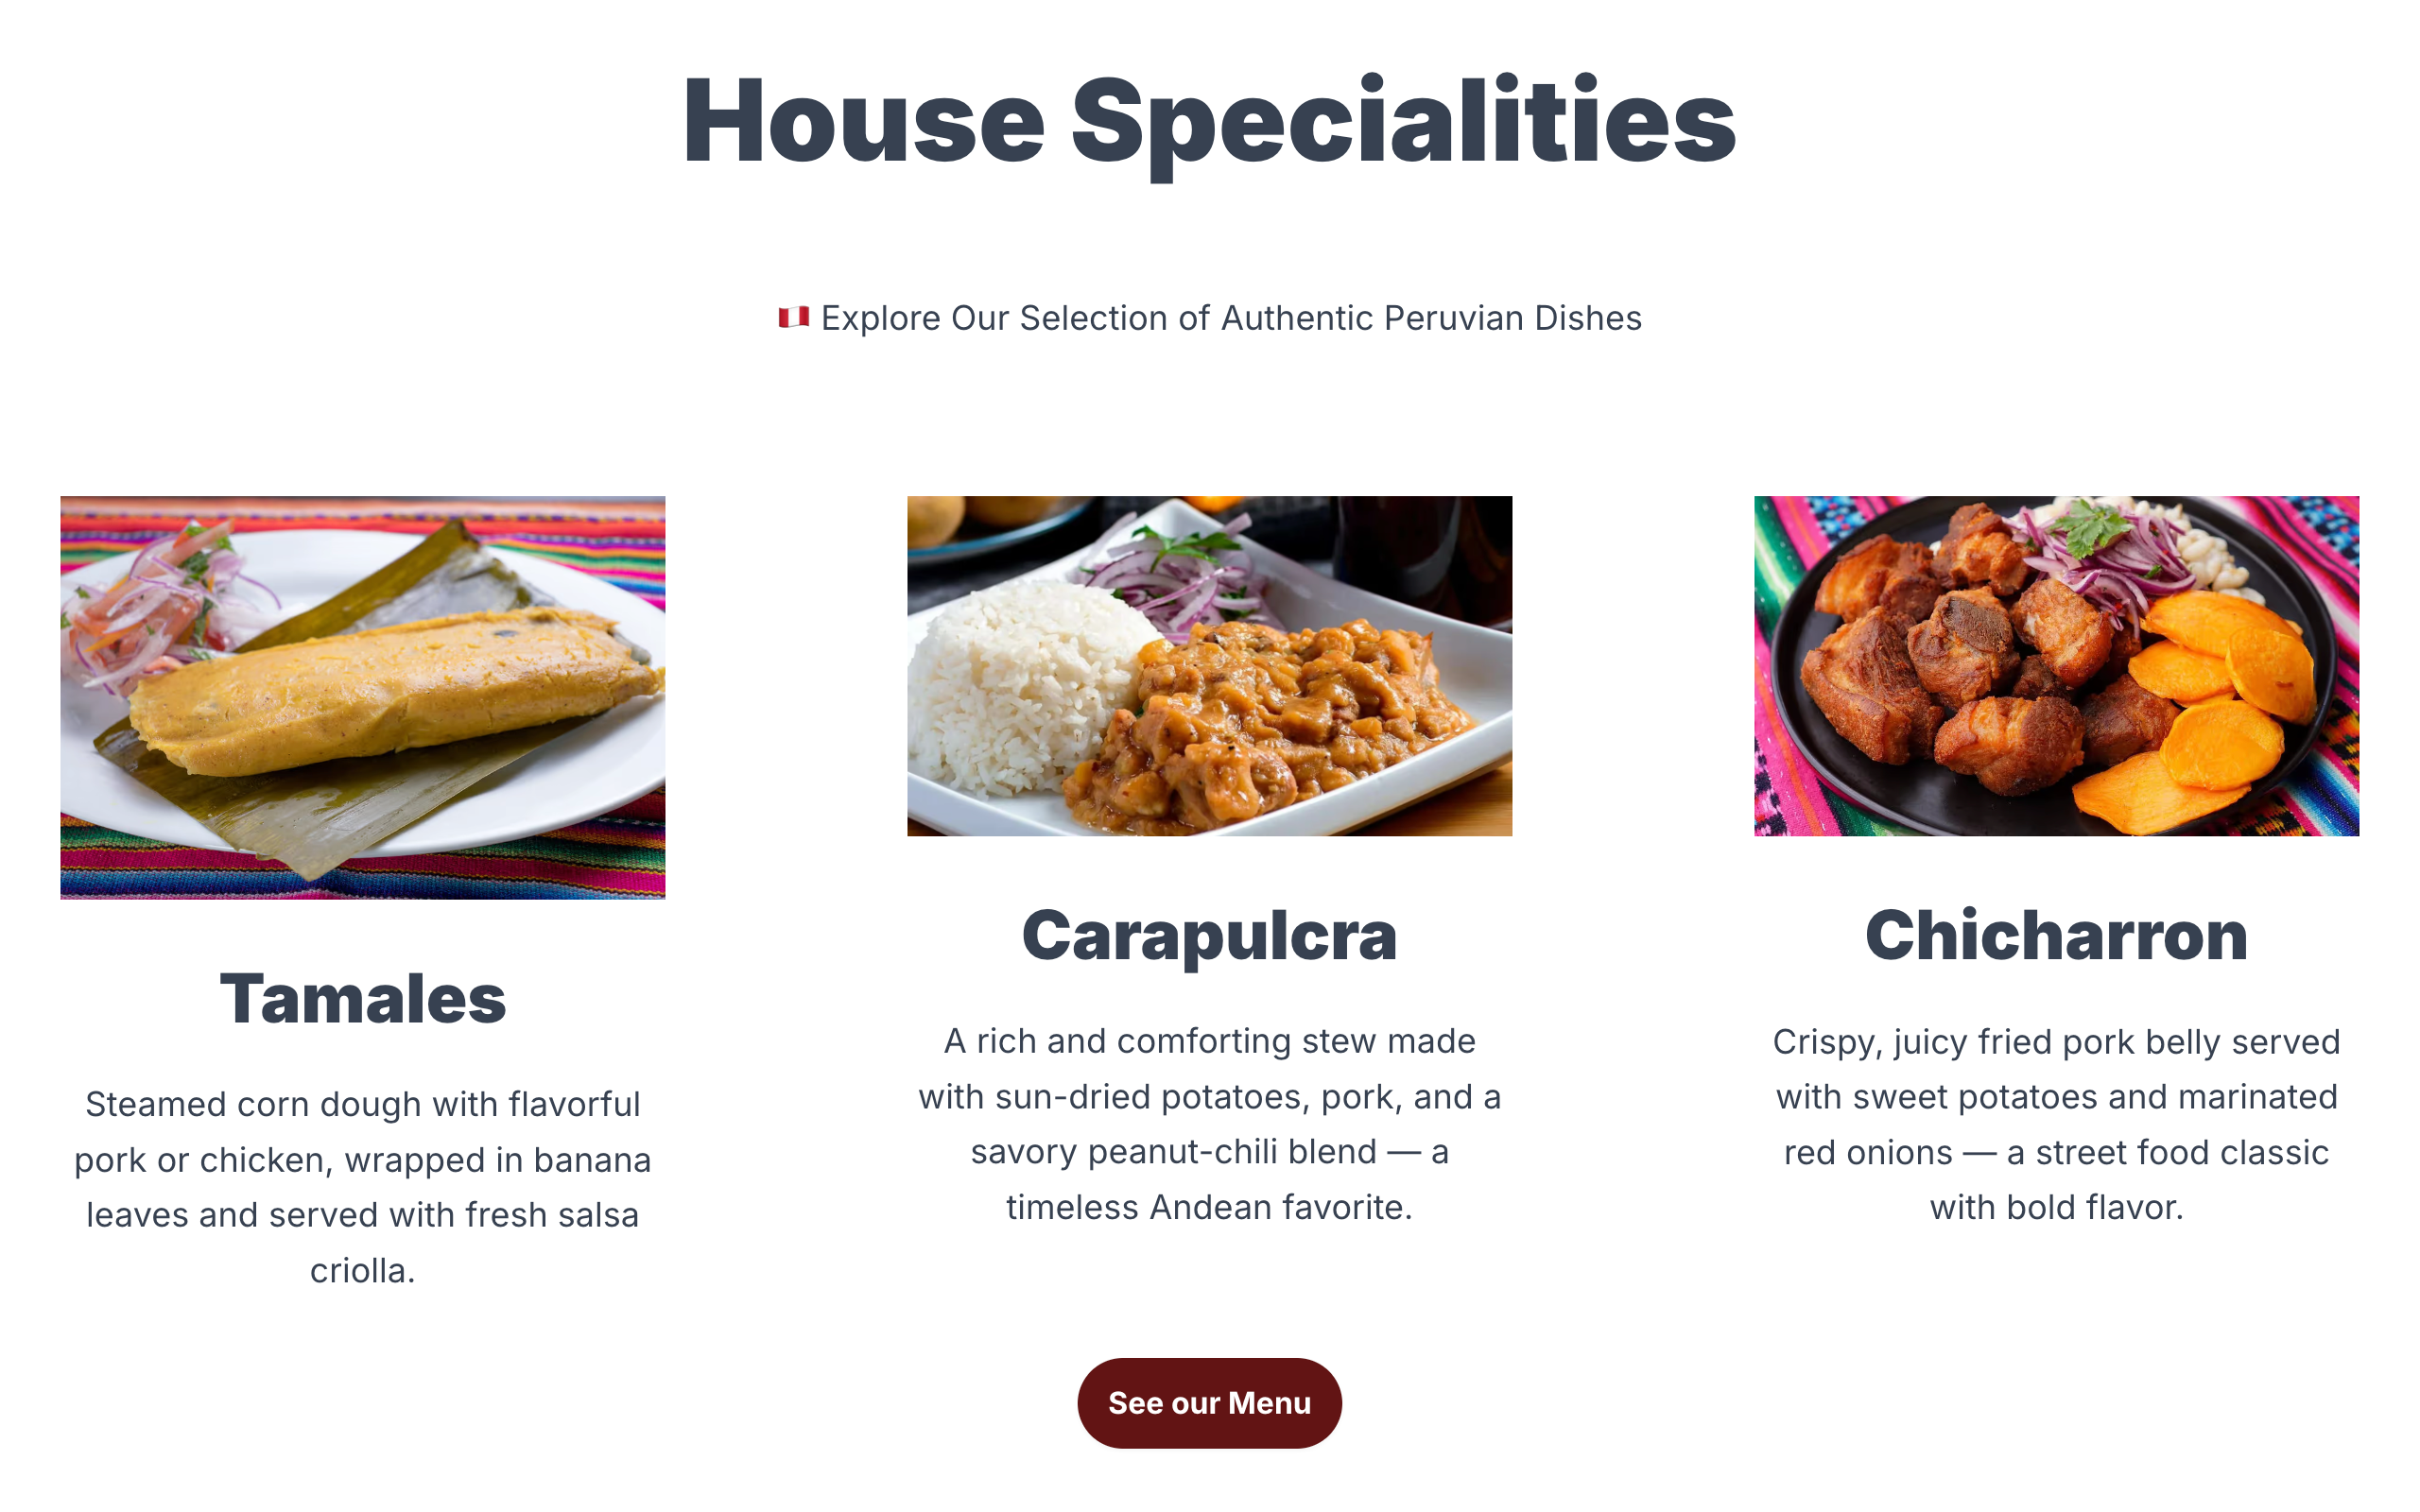 House Specialities
🇵🇪 Explore Our Selection of Authentic Peruvian Dishes
Tamales
Steamed corn dough with flavorful
pork or chicken, wrapped in banana
leaves and served with fresh salsa
criolla.
Carapulcra
A rich and comforting stew made
with sun-dried potatoes, pork, and a
savory peanut-chili blend — a
timeless Andean favorite.
Chicharron
Crispy, juicy fried pork belly served
with sweet potatoes and marinated
red onions — a street food classic
with bold flavor.
See our Menu